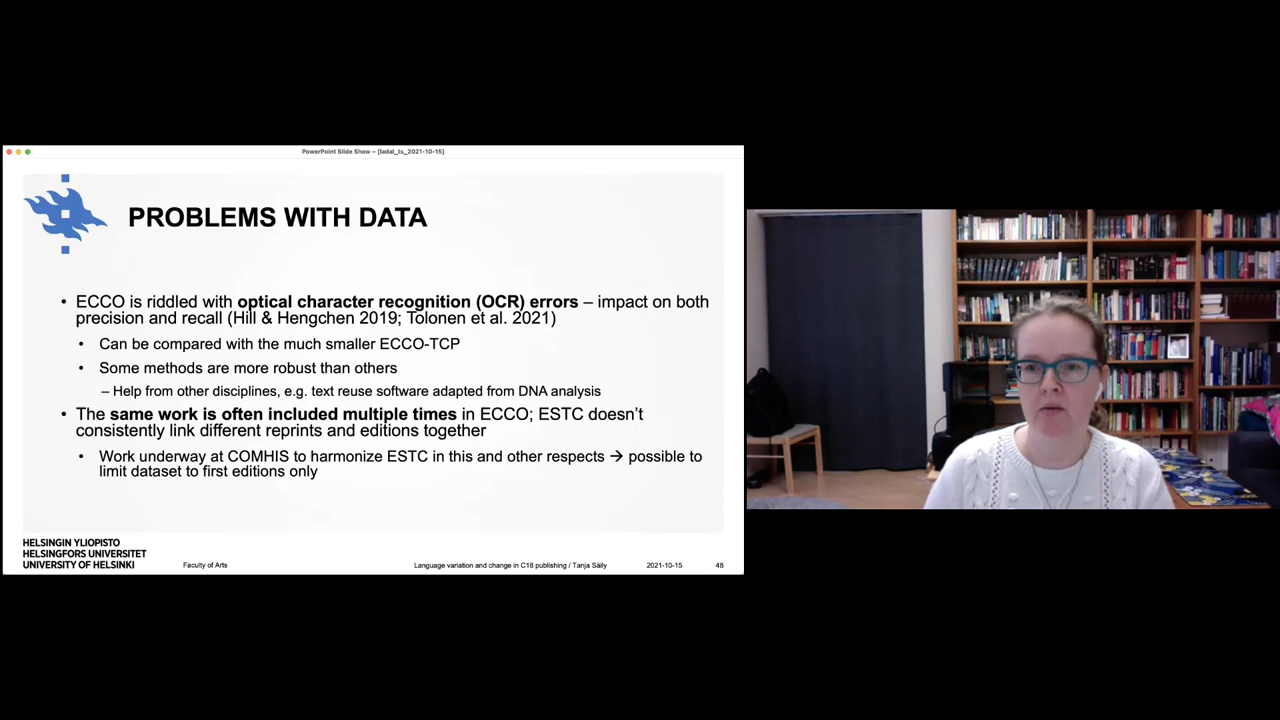 PowerPoint Slide Show – [ladal_ts_2021-10-15]
PROBLEMS WITH DATA
• ECCO is riddled with optical character recognition (OCR) errors – impact on both
precision and recall (Hill & Hengchen 2019; Tolonen et al. 2021)
• Can be compared with the much smaller ECCO-TCP
• Some methods are more robust than others
– Help from other disciplines, e.g. text reuse software adapted from DNA analysis
• The same work is often included multiple times in ECCO; ESTC doesn’t
consistently link different reprints and editions together
• Work underway at COMHIS to harmonize ESTC in this and other respects → possible to
limit dataset to first editions only
HELSINGIN YLIOPISTO
HELSINGFORS UNIVERSITET
UNIVERSITY OF HELSINKI
Faculty of Arts
Language variation and change in C18 publishing / Tanja Säily
2021-10-15
48